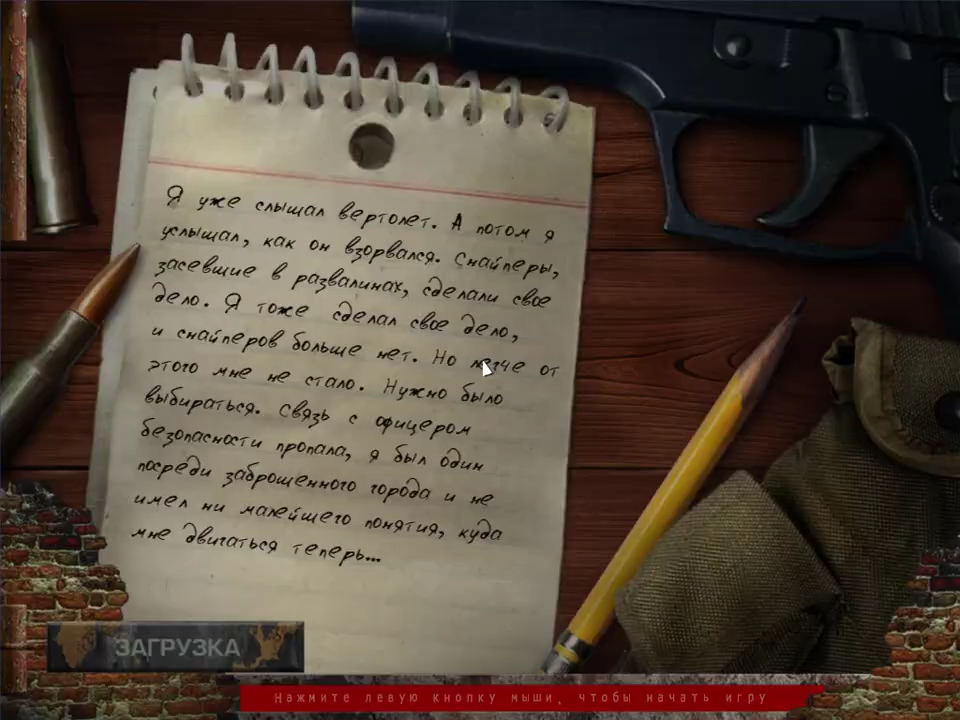 Я уже слышал вертолет. А потом я
услышал, как он взорвался. Снайперы,
засевшие в развалинах, сделали свое
дело. Я тоже сделал свое дело,
и снайперов больше нет. Но легче от
этого мне не стало. Нужно было
выбираться. Связь с офицером
безопасности пропала, я был один
посреди заброшенного города и не
имел ни малейшего понятия, куда
мне двигаться теперь...
ЗАГРУЗКА
Нажмите левую кнопку мыши, чтобы начать игру